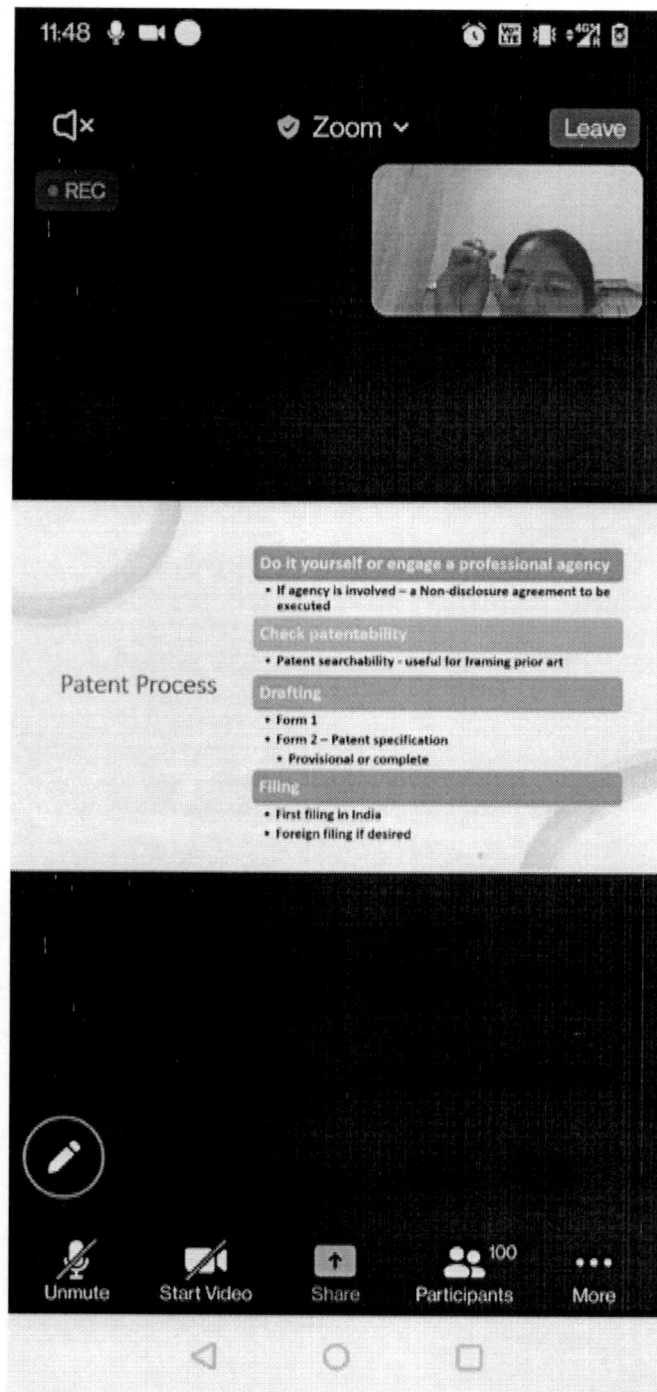 11:48
Vo» LTE
4G
R
Zoom
Leave
• REC
Patent Process
Do it yourself or engage a professional agency
• If agency is involved – a Non-disclosure agreement to be
executed
Check patentability
• Patent searchability - useful for framing prior art
Drafting
• Form 1
• Form 2 – Patent specification
• Provisional or complete
Filing
• First filing in India
• Foreign filing if desired
100
Unmute
Start Video
Share
Participants
More